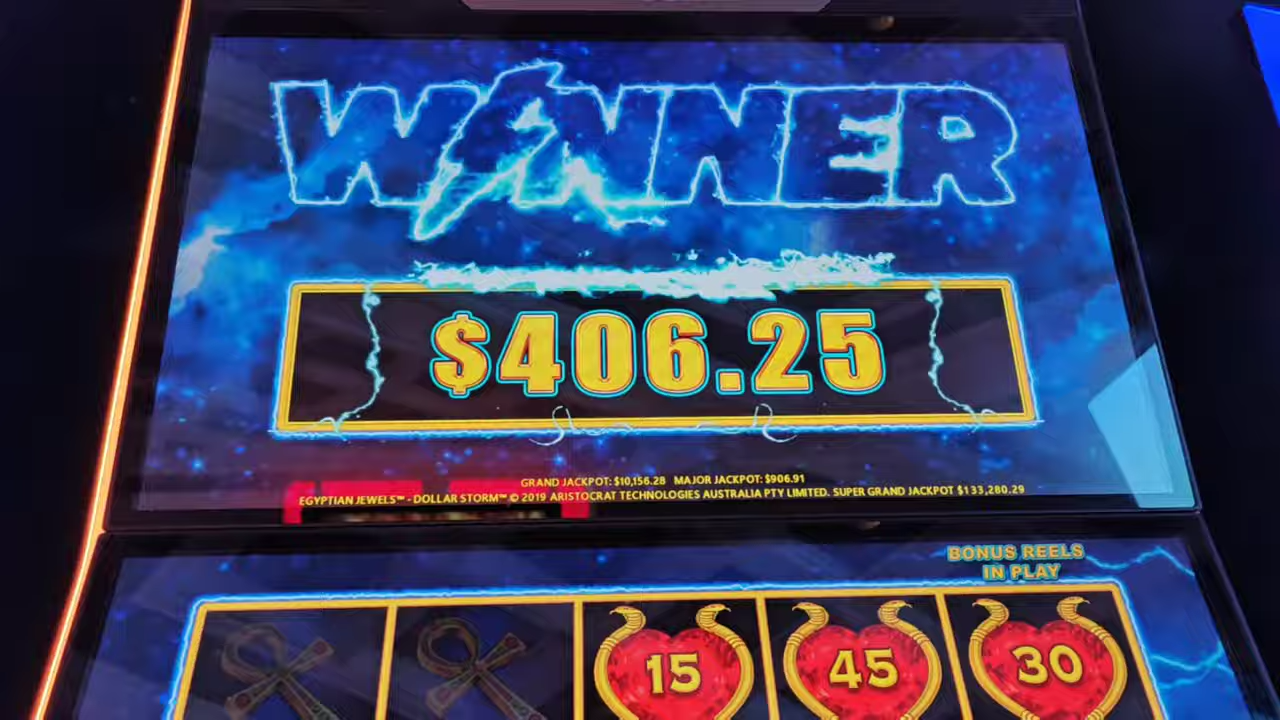 WINNER
$406.25
GRAND JACKPOT: $10,156.28 MAJOR JACKPOT: $906.91
EGYPTIAN JEWELS™ - DOLLAR STORM™ © 2019 ARISTOCRAT TECHNOLOGIES AUSTRALIA PTY LIMITED. SUPER GRAND JACKPOT $133,280.29
BONUS REELS
IN PLAY
15 45 30